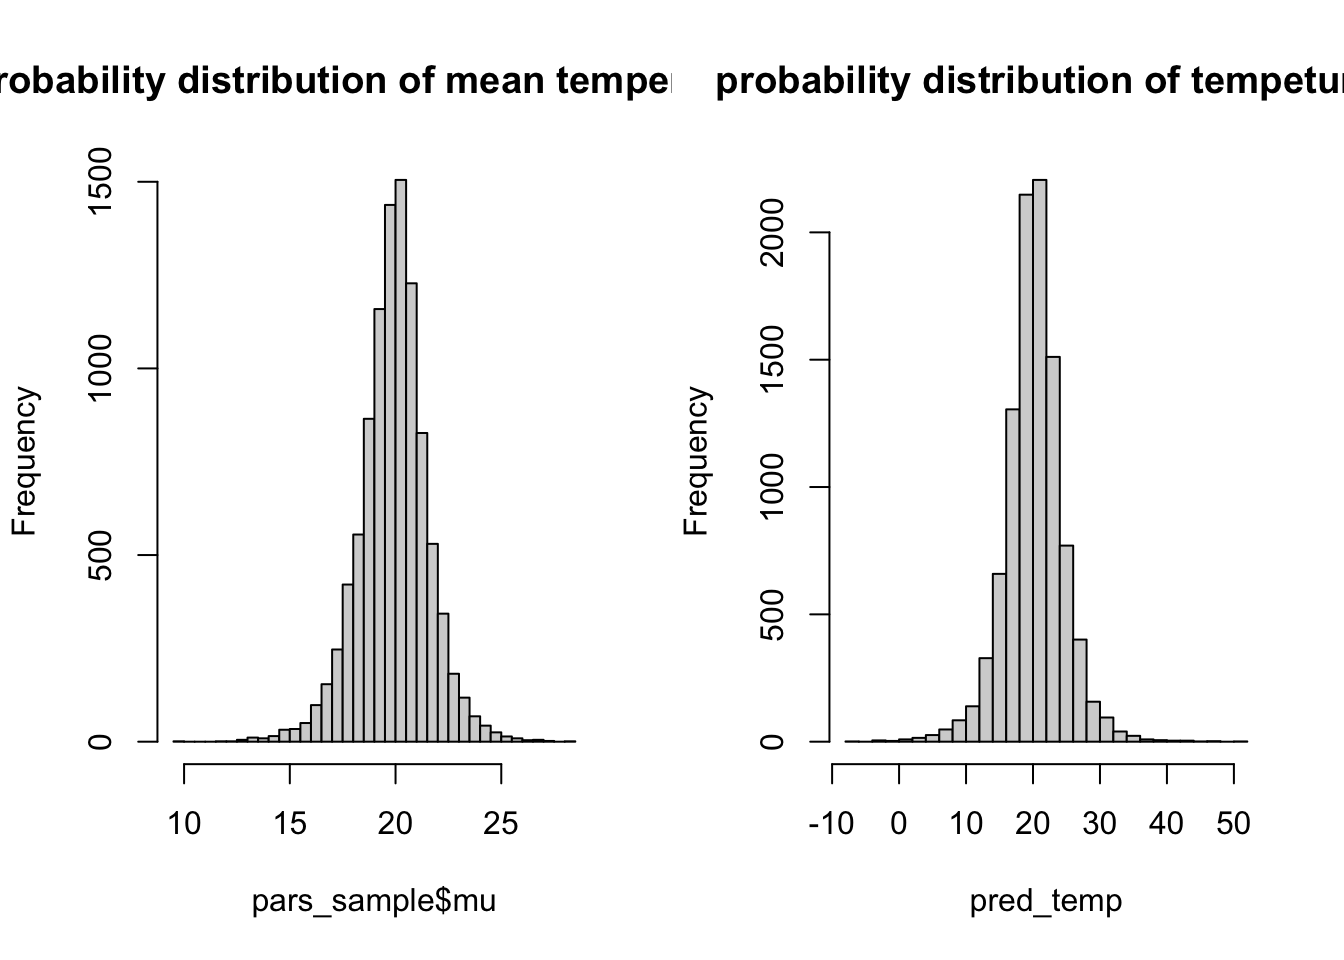 robability distribution of mean temper
1500
1000
500
0
Frequency
10 15 20 25
pars_sample$mu
probability distribution of tempetur
2000
1500
1000
500
0
Frequency
-10 0 10 20 30 40 50
pred_temp